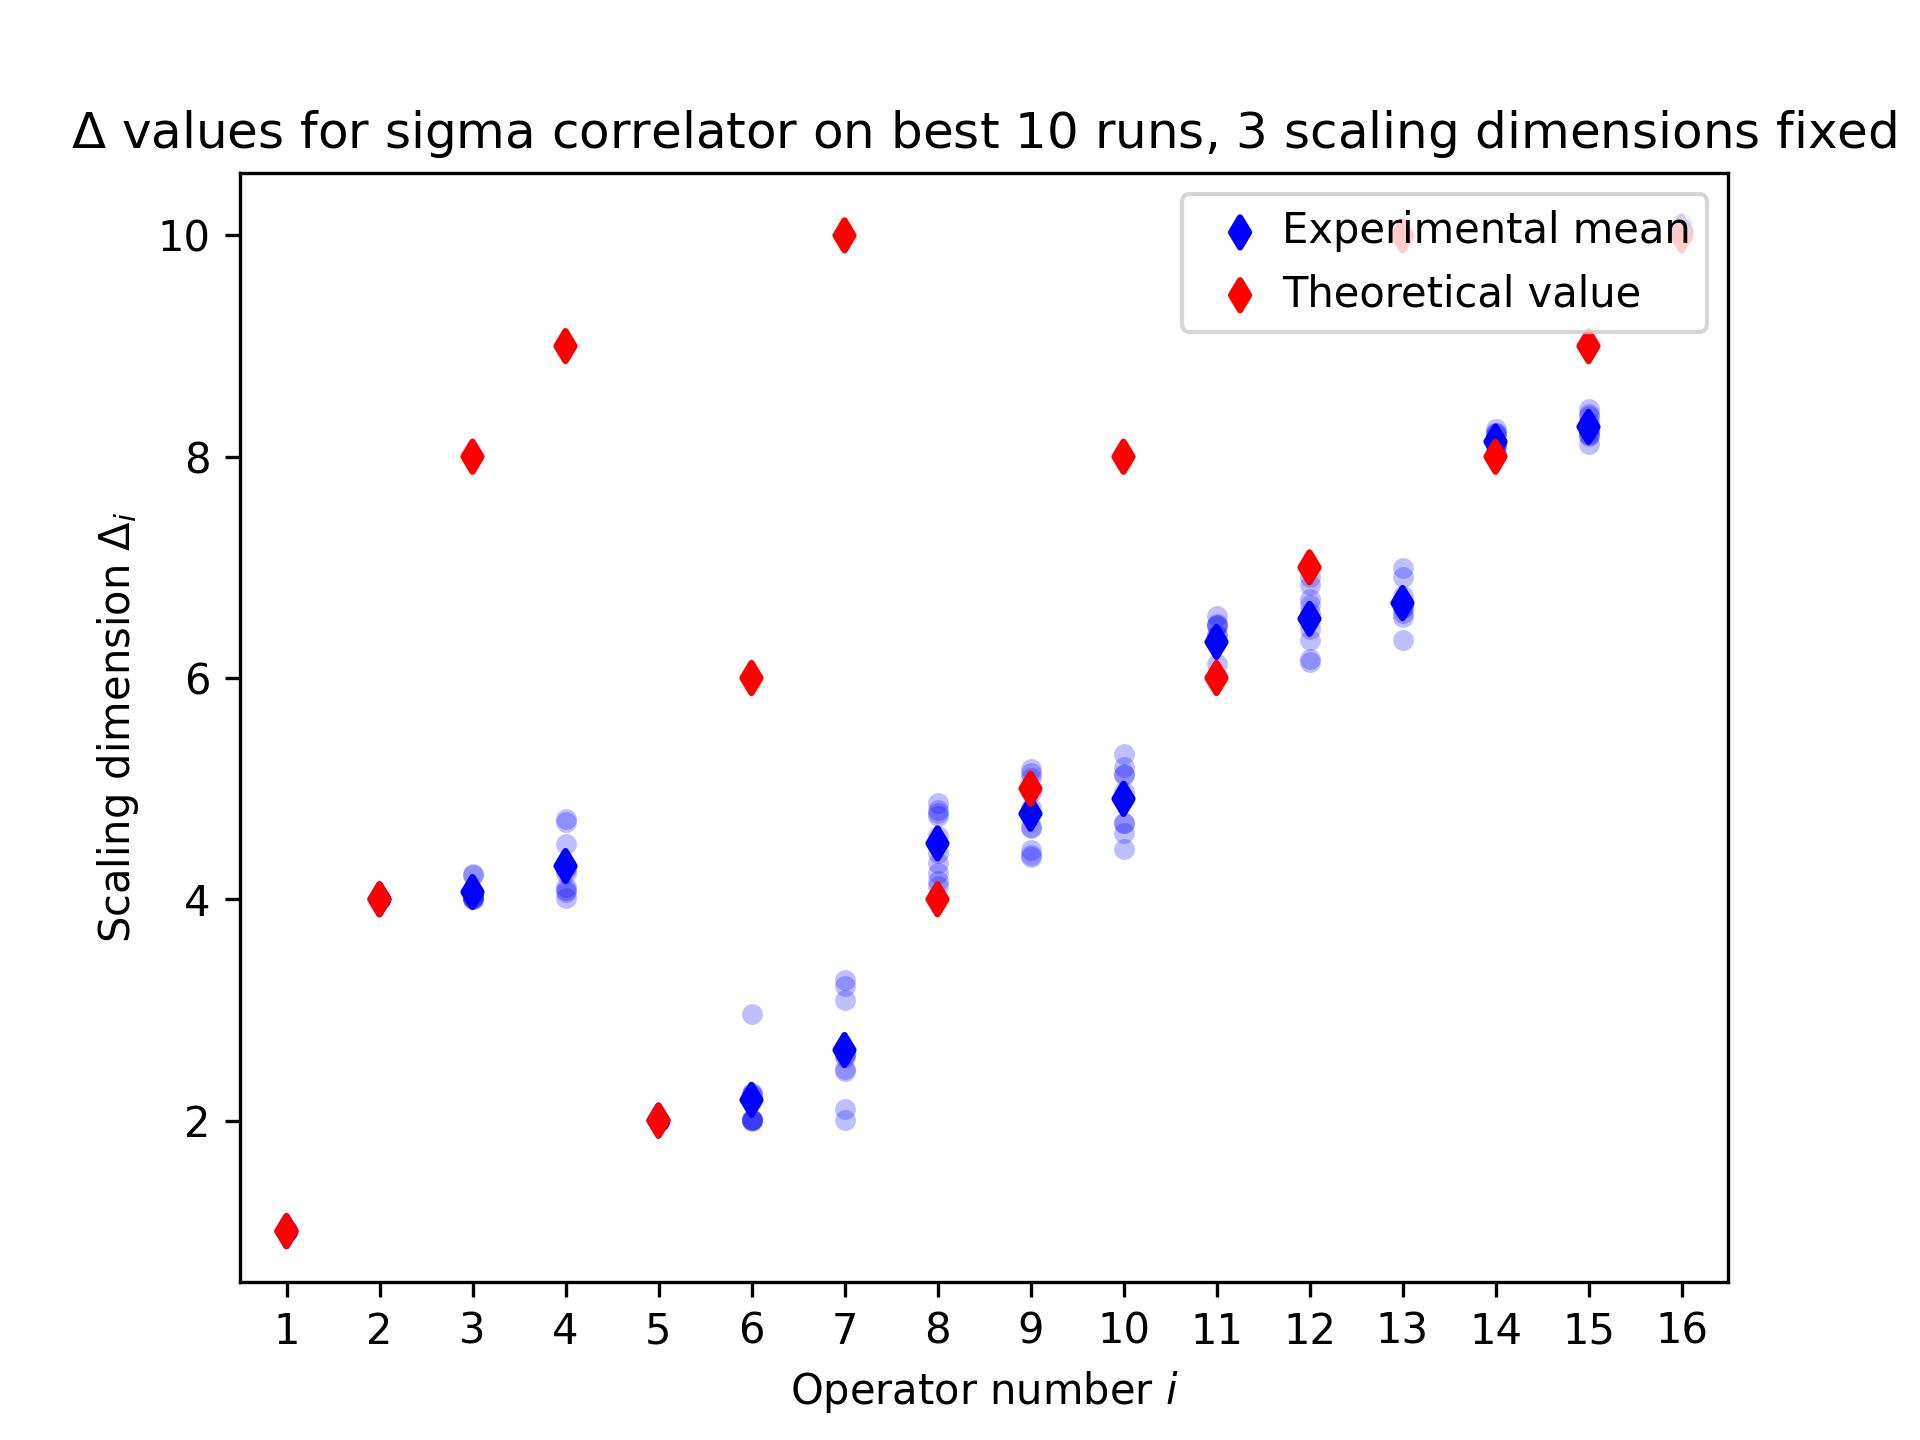 Δ values for sigma correlator on best 10 runs, 3 scaling dimensions fixed
Experimental mean
Theoretical value
10
8
6
4
2
Scaling dimension Δᵢ
1 2 3 4 5 6 7 8 9 10 11 12 13 14 15 16
Operator number i